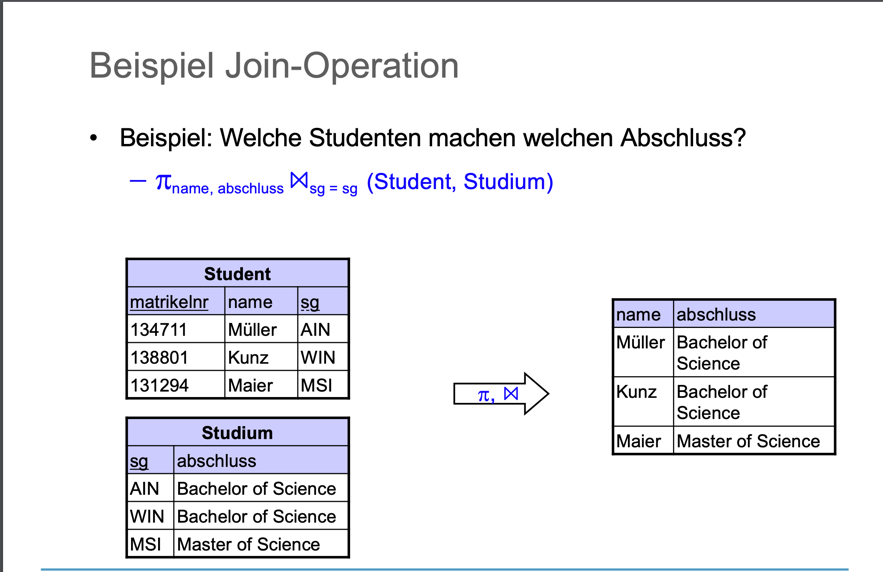 Beispiel Join-Operation
• Beispiel: Welche Studenten machen welchen Abschluss?
– π name, abschluss ⋈ sg = sg (Student, Studium)
Student
matrikelnr name sg
134711 Müller AIN
138801 Kunz WIN
131294 Maier MSI
Studium
sg abschluss
AIN Bachelor of Science
WIN Bachelor of Science
MSI Master of Science
π, ⋈
name abschluss
Müller Bachelor of
Science
Kunz Bachelor of
Science
Maier Master of Science